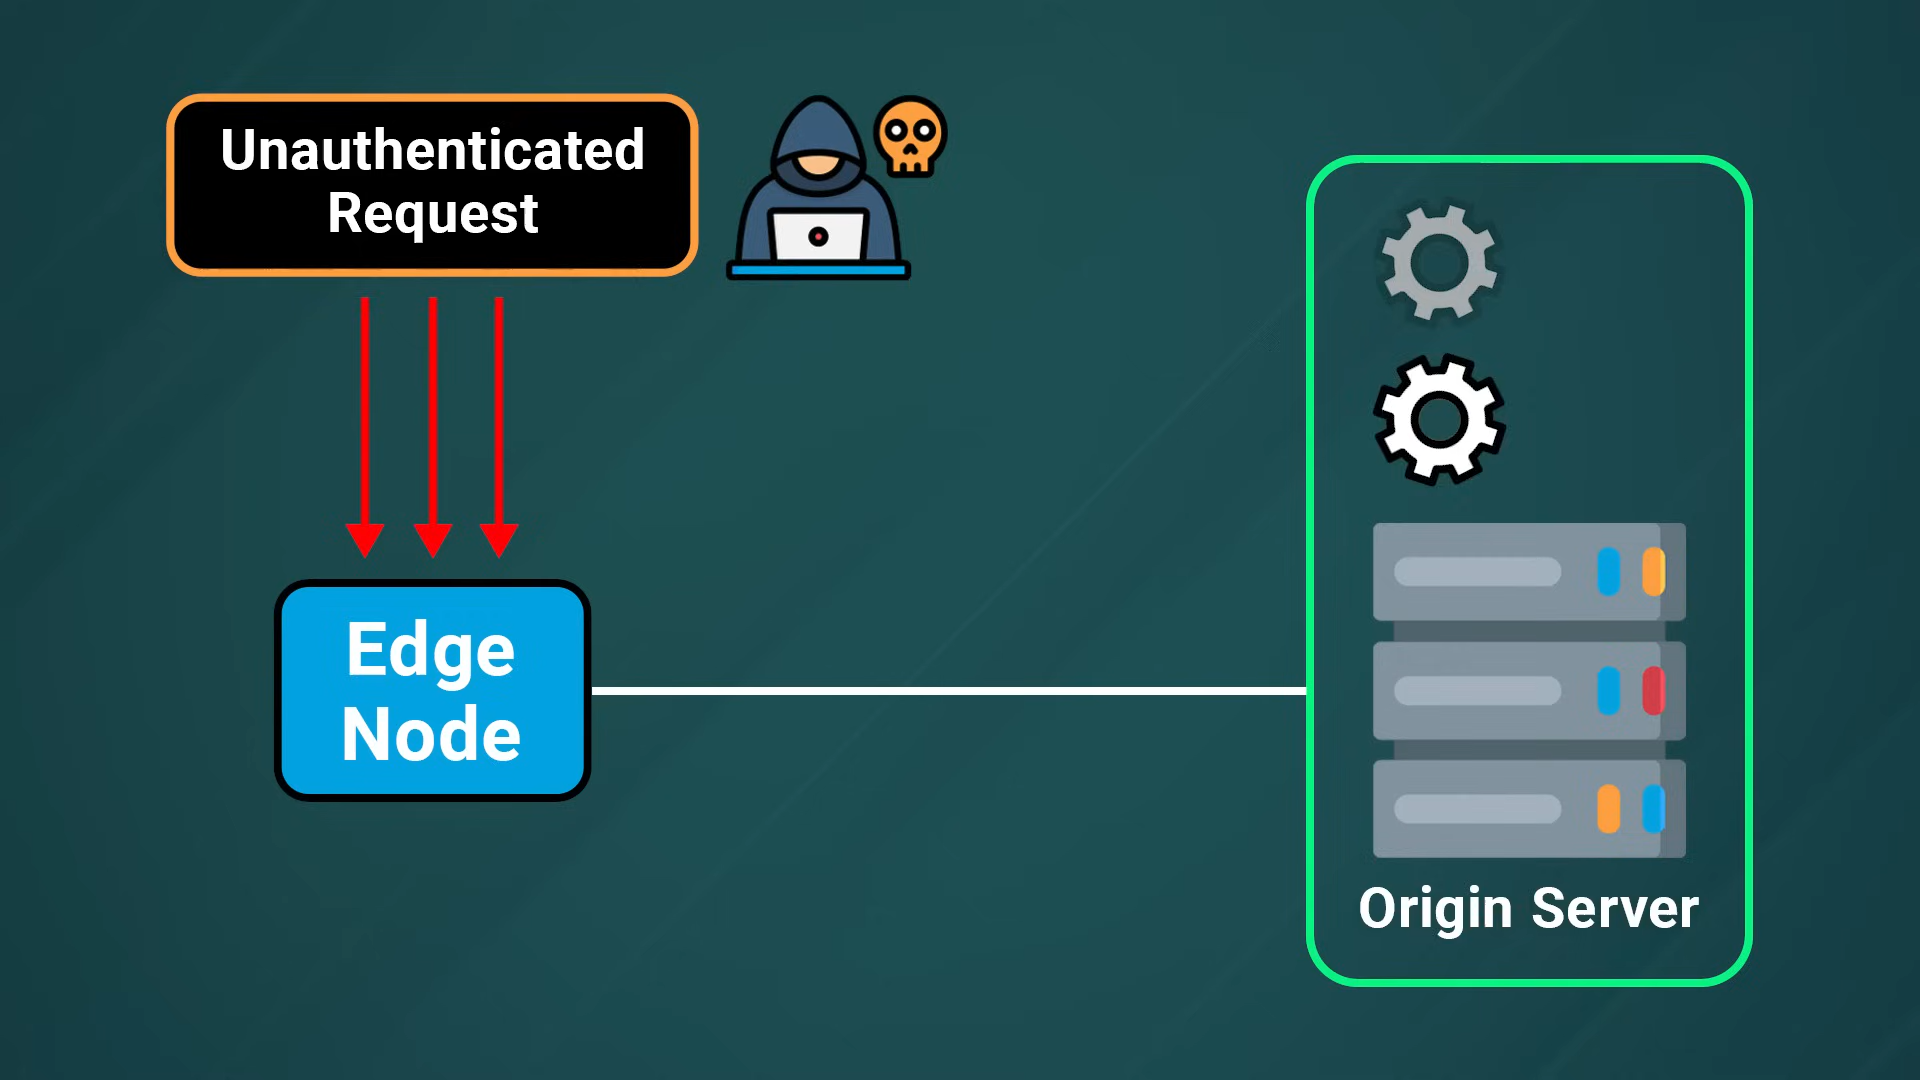 Unauthenticated
Request
Edge
Node
Origin Server